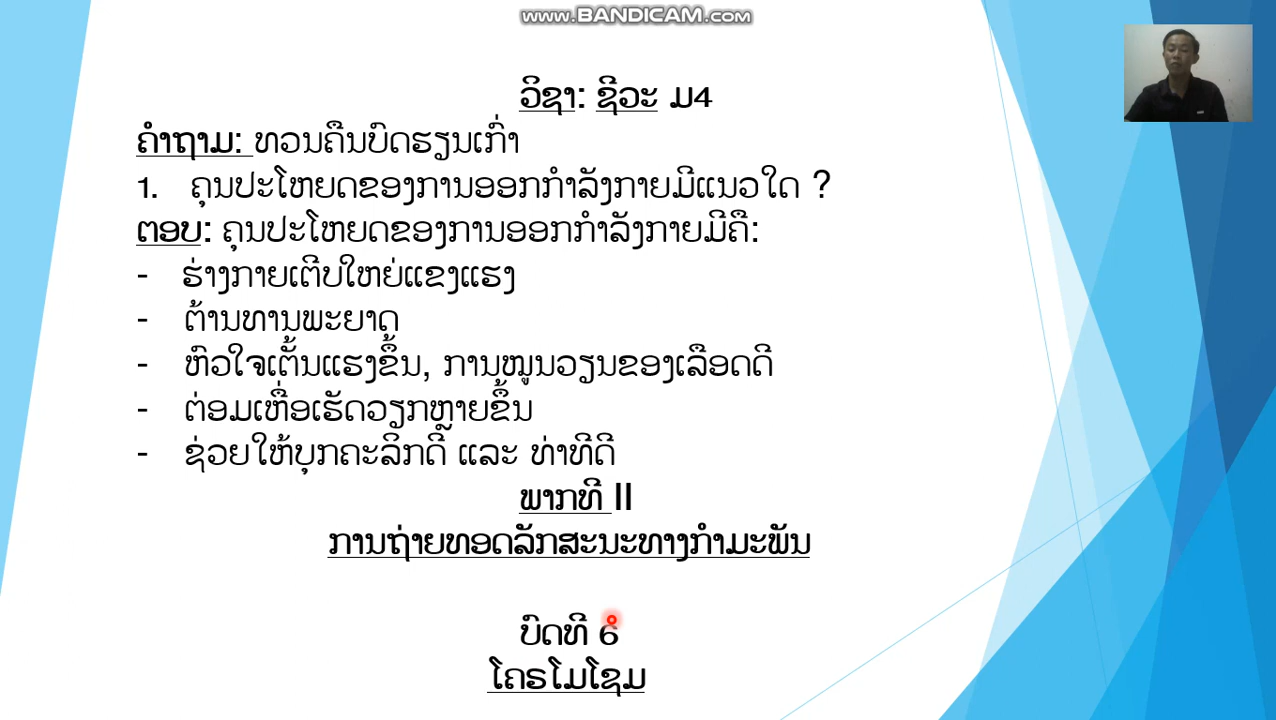 www.BANDICAM.com
ວິຊາ: ຊີວະ ມ4
ຄຳຖາມ: ທວນຄືນບົດຮຽນເກົ່າ
1. ຄຸນປະໂຫຍດຂອງການອອກກຳລັງກາຍມີແນວໃດ ?
ຕອບ: ຄຸນປະໂຫຍດຂອງການອອກກຳລັງກາຍມີຄື:
- ຮ່າງກາຍເຕີບໃຫຍ່ແຂງແຮງ
- ຕ້ານທານພະຍາດ
- ຫົວໃຈເຕັ້ນແຮງຂຶ້ນ, ການໝູນວຽນຂອງເລືອດດີ
- ຕ່ອມເຫື່ອເຮັດວຽກຫຼາຍຂຶ້ນ
- ຊ່ວຍໃຫ້ບຸກຄະລິກດີ ແລະ ທ່າທີດີ
ພາກທີ II
ການຖ່າຍທອດລັກສະນະທາງກຳມະພັນ
ບົດທີ 6
ໂຄຣໂມໂຊມ